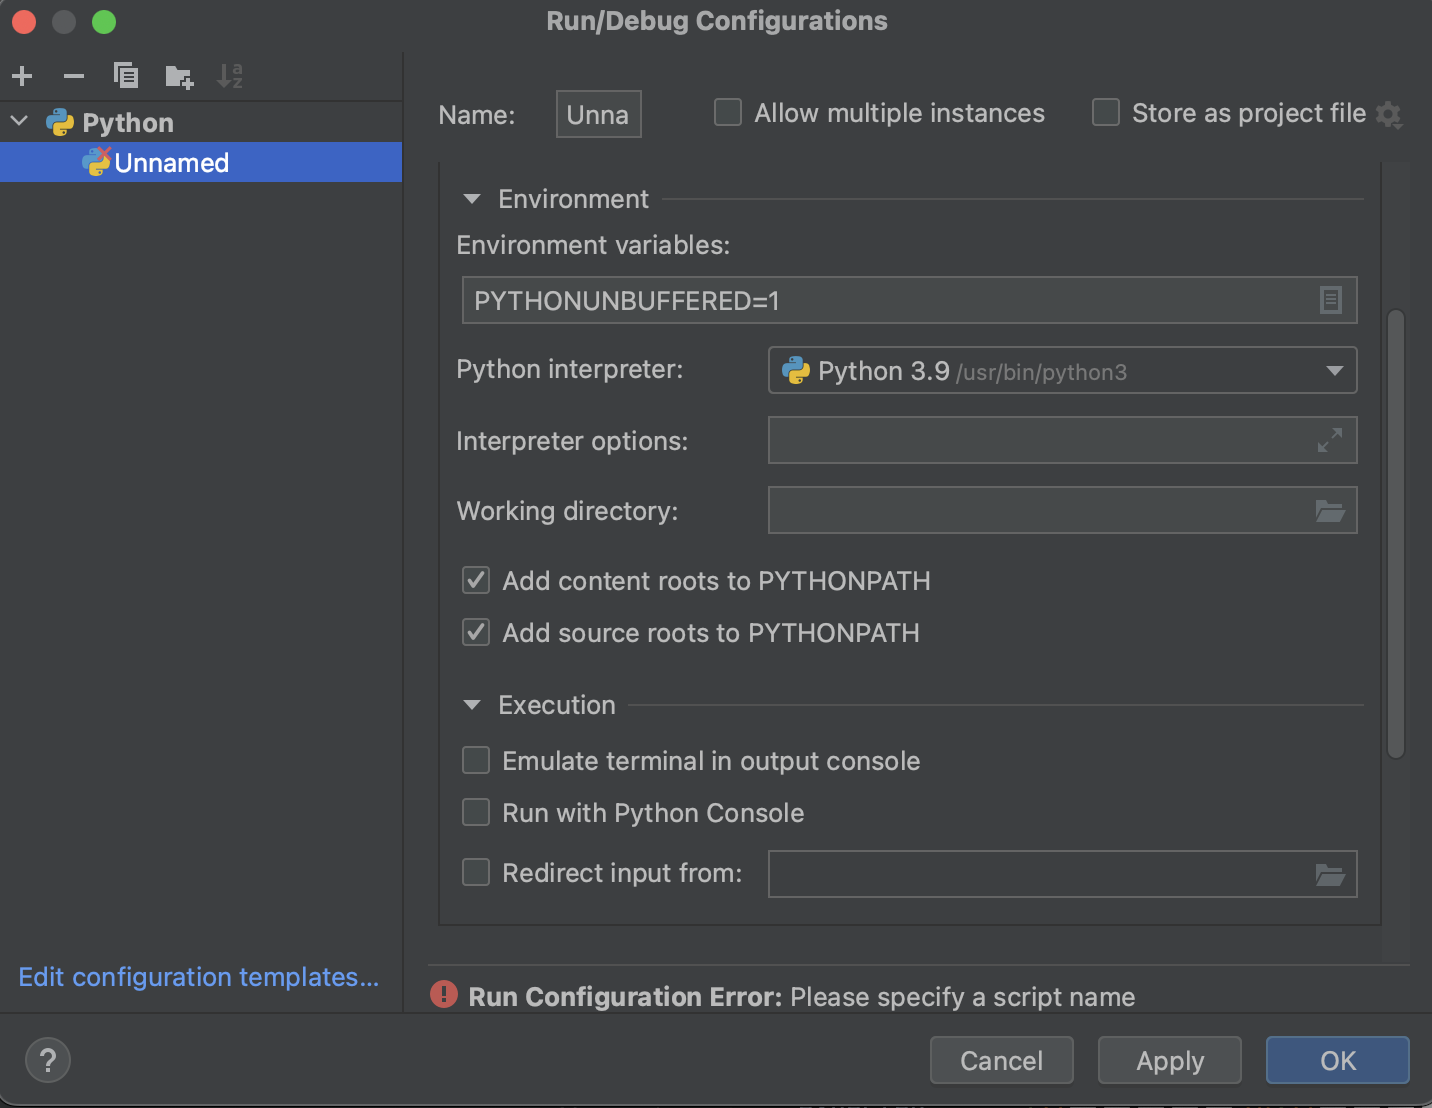 Run/Debug Configurations
Python
Unnamed
Edit configuration templates...
Name: Unna Allow multiple instances Store as project file
Environment
Environment variables:
PYTHONUNBUFFERED=1
Python interpreter: Python 3.9 /usr/bin/python3
Interpreter options:
Working directory:
Add content roots to PYTHONPATH
Add source roots to PYTHONPATH
Execution
Emulate terminal in output console
Run with Python Console
Redirect input from:
Run Configuration Error: Please specify a script name
? Cancel Apply OK